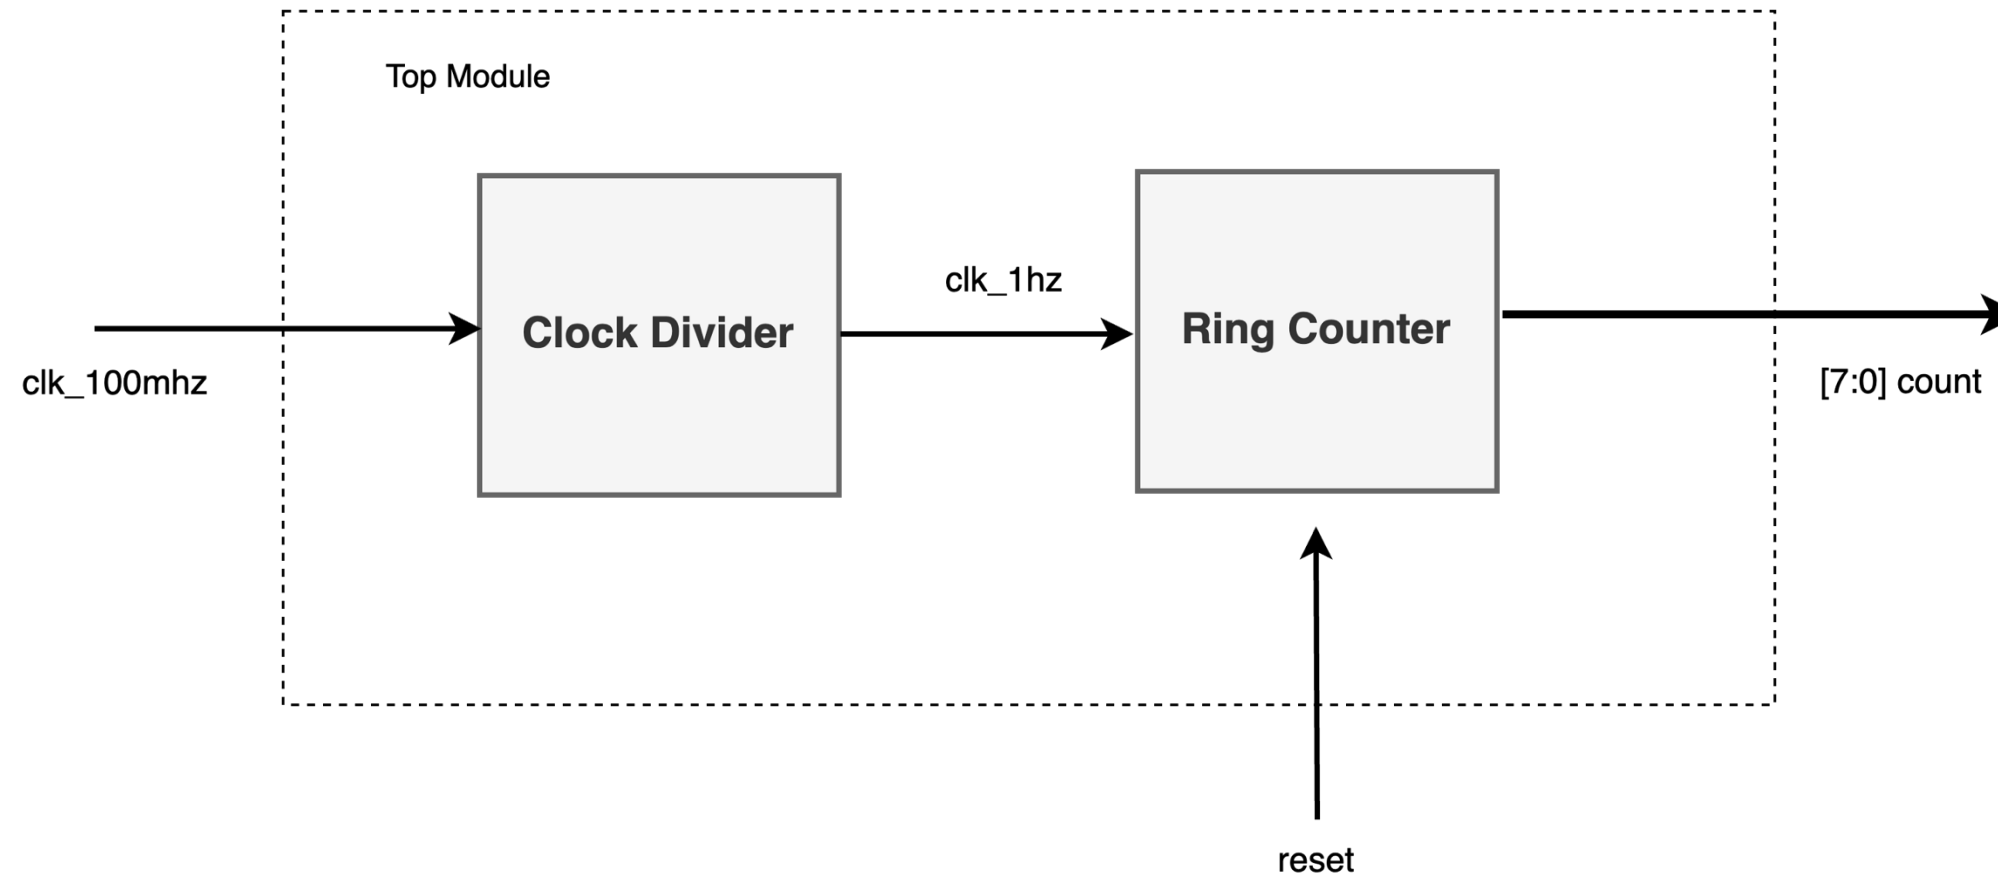 Top Module
clk_1hz
Clock Divider
Ring Counter
clk_100mhz
[7:0] count
reset